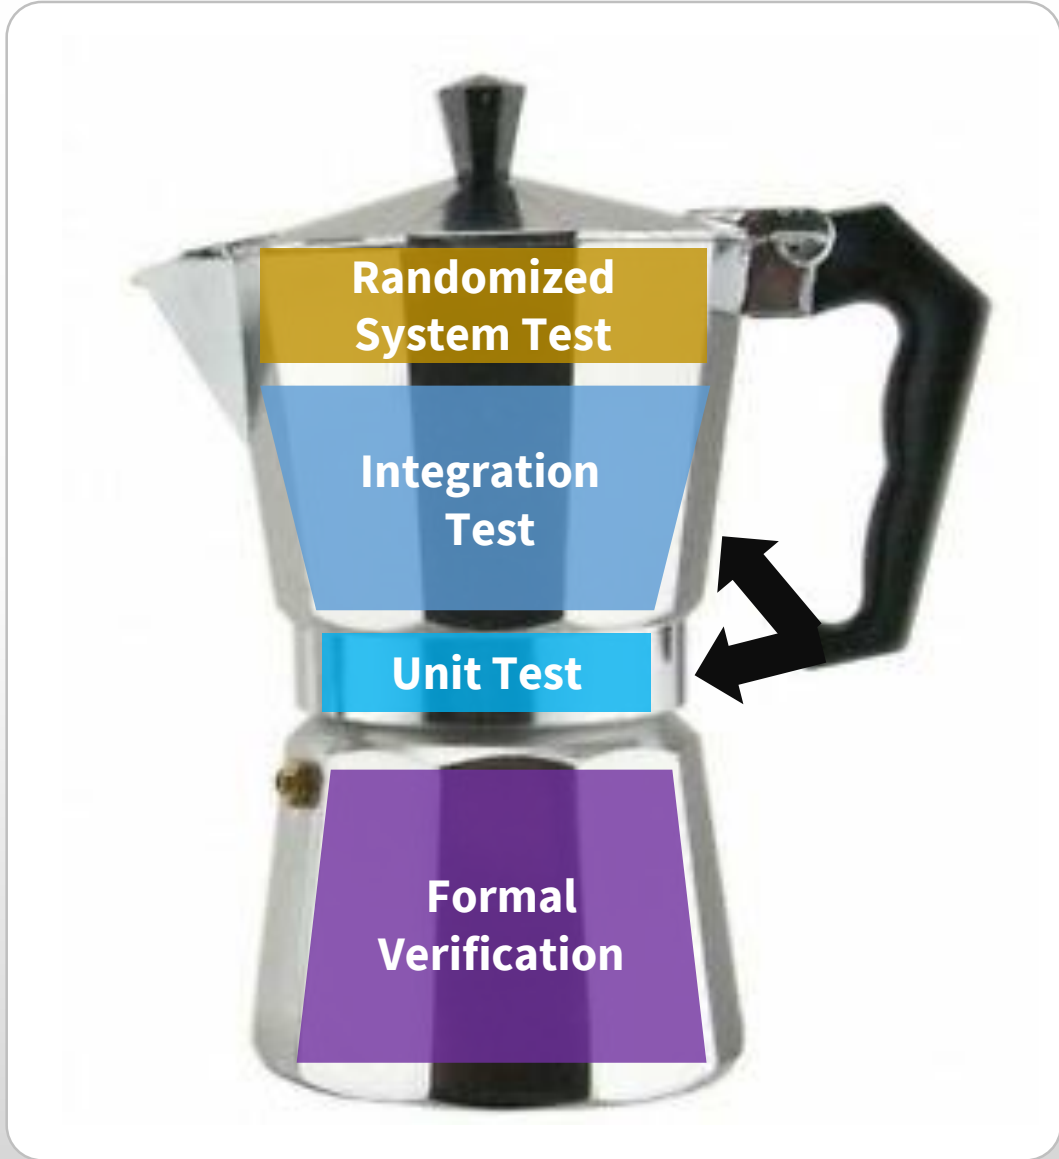 Randomized
System Test
Integration
Test
Unit Test
Formal
Verification